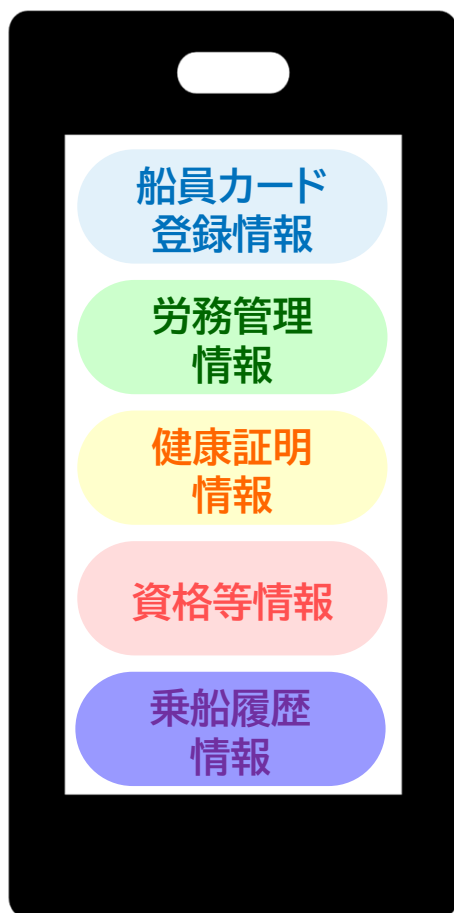 船員カード
登録情報
労務管理
情報
健康証明
情報
資格等情報
乗船履歴
情報